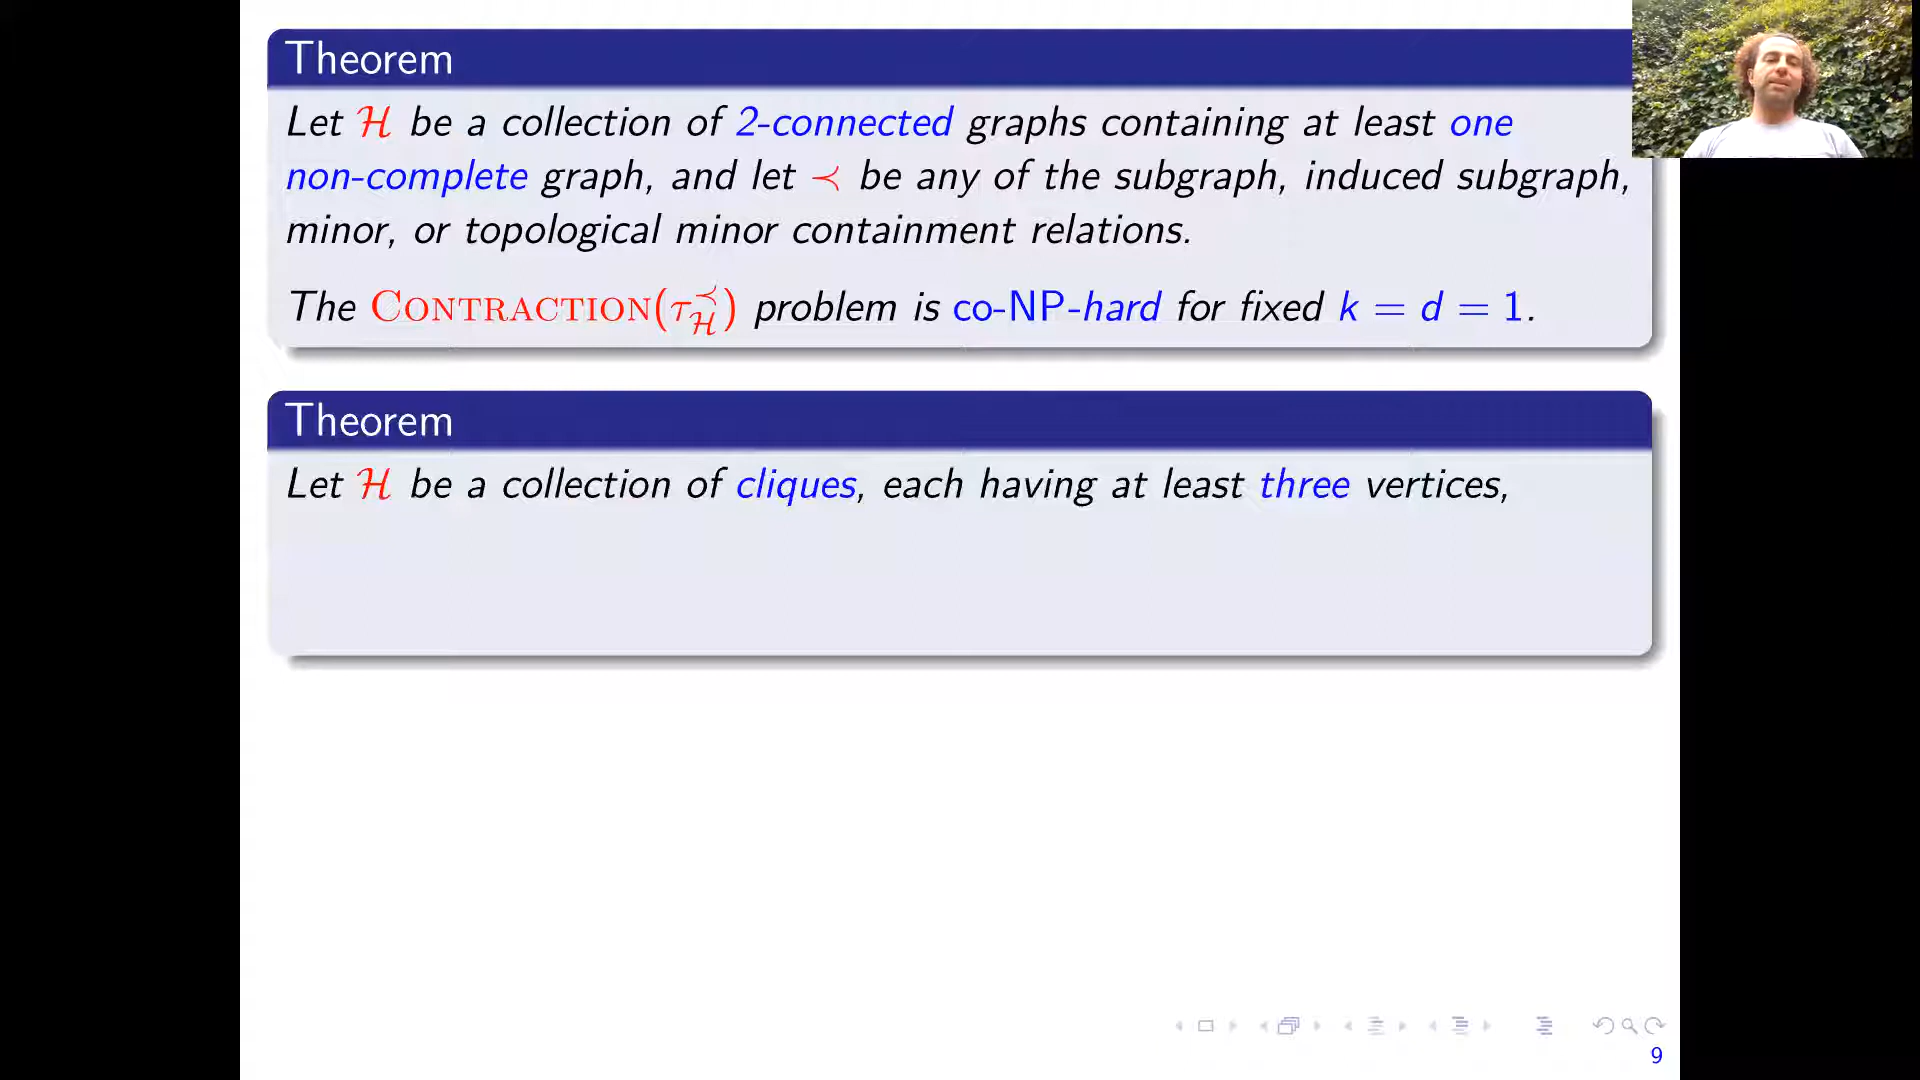 Theorem
Let ℋ be a collection of 2-connected graphs containing at least one
non-complete graph, and let ≺ be any of the subgraph, induced subgraph,
minor, or topological minor containment relations.
The CONTRACTION(τ_ℋ^≺) problem is co-NP-hard for fixed k = d = 1.
Theorem
Let ℋ be a collection of cliques, each having at least three vertices,
9